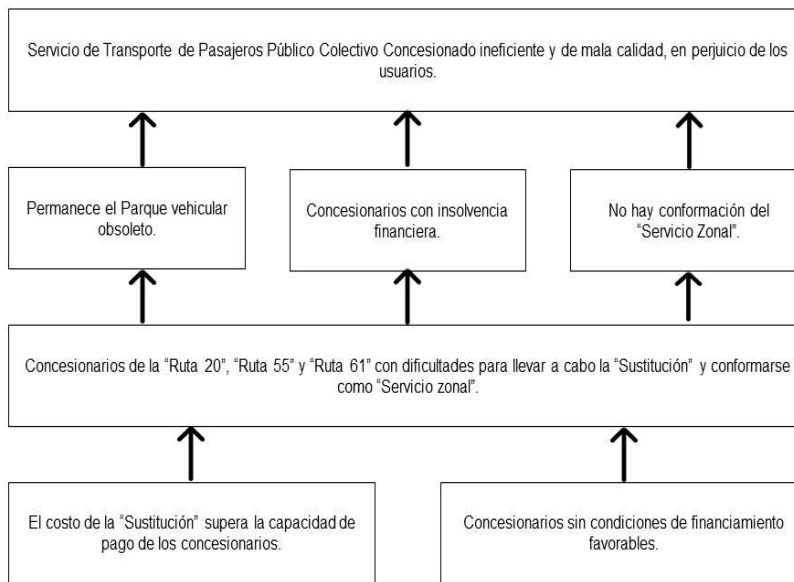 Servicio de Transporte de Pasajeros Público Colectivo Concesionado ineficiente y de mala calidad, en perjuicio de los
usuarios.
Permanece el Parque vehicular
obsoleto.
Concesionarios con insolvencia
financiera.
No hay conformación del
“Servicio Zonal”.
Concesionarios de la “Ruta 20”, “Ruta 55” y “Ruta 61” con dificultades para llevar a cabo la “Sustitución” y conformarse
como “Servicio zonal”.
El costo de la “Sustitución” supera la capacidad de
pago de los concesionarios.
Concesionarios sin condiciones de financiamiento
favorables.